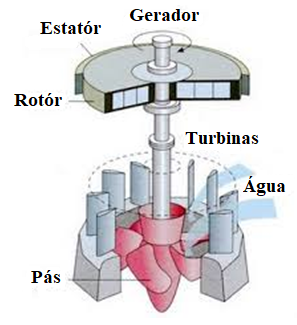 Gerador
Estatór
Rotór
Turbinas
Água
Pás